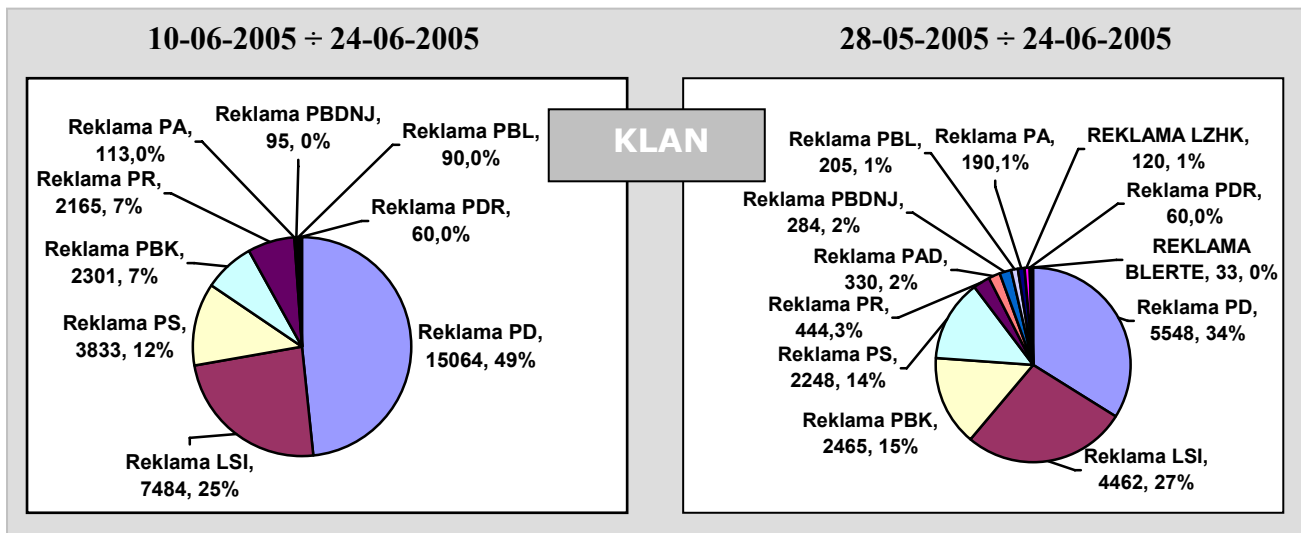 10-06-2005 ÷ 24-06-2005
28-05-2005 ÷ 24-06-2005
KLAN
Reklama PBDNJ,
95, 0%
Reklama PA,
113,0%
Reklama PBL,
90,0%
Reklama PR,
2165, 7%
Reklama PDR,
60,0%
Reklama PBK,
2301, 7%
Reklama PS,
3833, 12%
Reklama PD,
15064, 49%
Reklama LSI,
7484, 25%
Reklama PBL,
205, 1%
Reklama PA,
190,1%
REKLAMA LZHK,
120, 1%
Reklama PBDNJ,
284, 2%
Reklama PDR,
60,0%
Reklama PAD,
330, 2%
REKLAMA
BLERTE, 33, 0%
Reklama PR,
444,3%
Reklama PD,
5548, 34%
Reklama PS,
2248, 14%
Reklama PBK,
2465, 15%
Reklama LSI,
4462, 27%